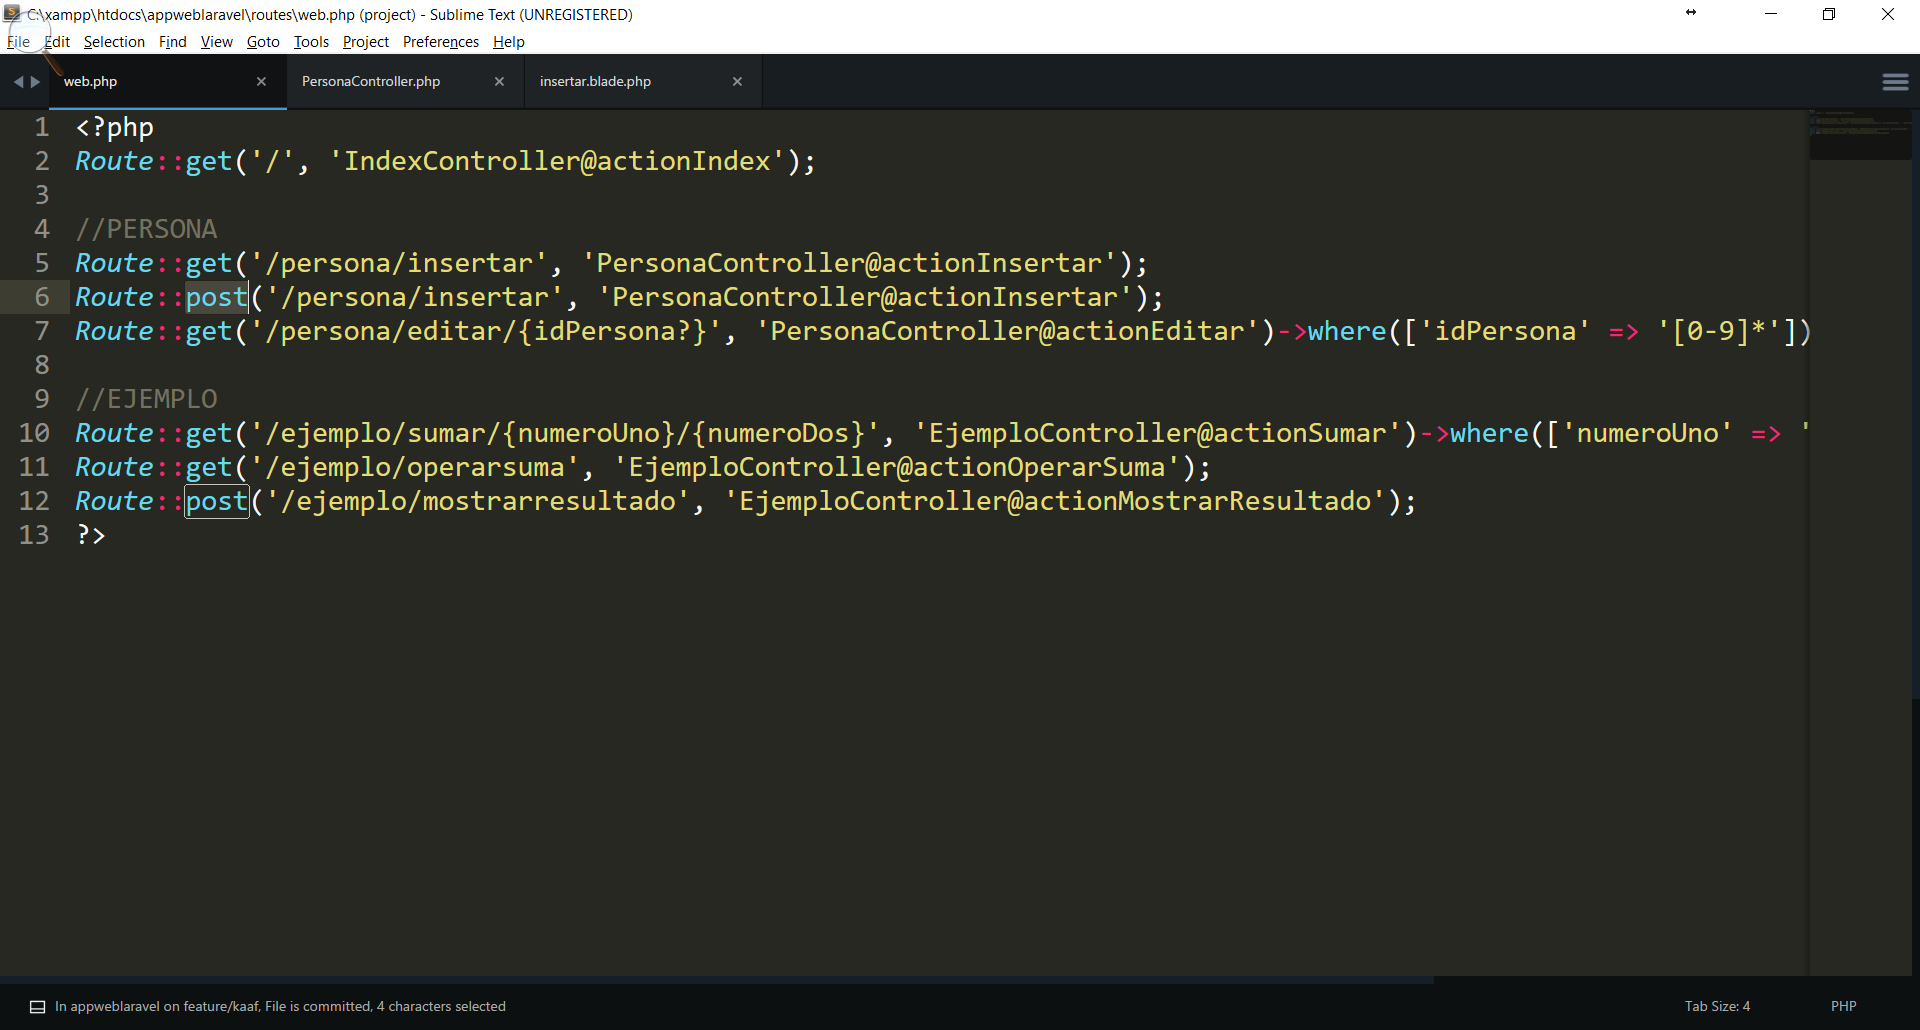 C:\xampp\htdocs\appweblaravel\routes\web.php (project) - Sublime Text (UNREGISTERED)
File Edit Selection Find View Goto Tools Project Preferences Help
web.php PersonaController.php insertar.blade.php
1 <?php
2 Route::get('/', 'IndexController@actionIndex');
3
4 //PERSONA
5 Route::get('/persona/insertar', 'PersonaController@actionInsertar');
6 Route::post('/persona/insertar', 'PersonaController@actionInsertar');
7 Route::get('/persona/editar/{idPersona?}', 'PersonaController@actionEditar')->where(['idPersona' => '[0-9]*'])
8
9 //EJEMPLO
10 Route::get('/ejemplo/sumar/{numeroUno}/{numeroDos}', 'EjemploController@actionSumar')->where(['numeroUno' => '
11 Route::get('/ejemplo/operarsuma', 'EjemploController@actionOperarSuma');
12 Route::post('/ejemplo/mostrarresultado', 'EjemploController@actionMostrarResultado');
13 ?>
In appweblaravel on feature/kaaf, File is committed, 4 characters selected Tab Size: 4 PHP